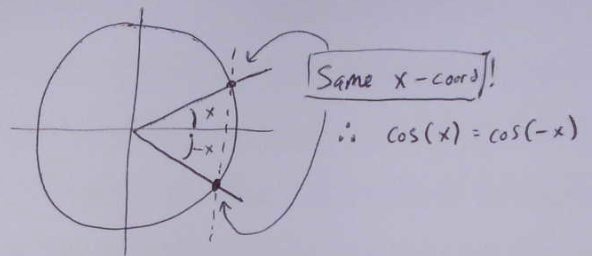 Same x-coord!
x
-x
∴ cos(x) = cos(-x)